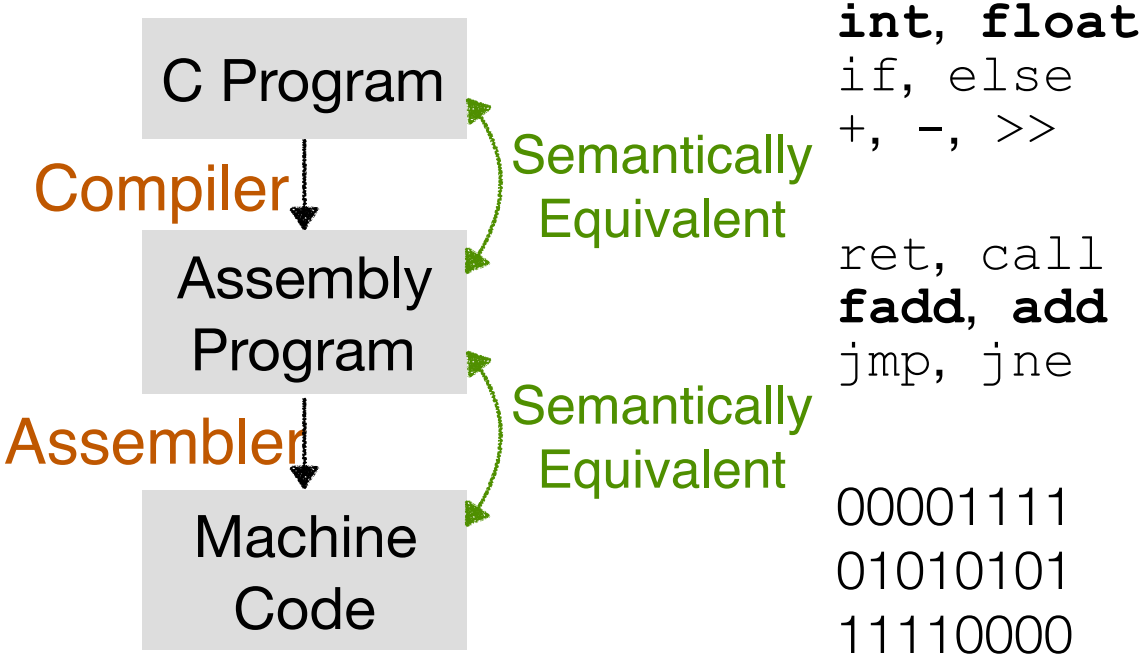 C Program
Compiler
Assembly
Program
Assembler
Machine
Code
Semantically
Equivalent
Semantically
Equivalent
int, float
if, else
+, -, >>
ret, call
fadd, add
jmp, jne
00001111
01010101
11110000